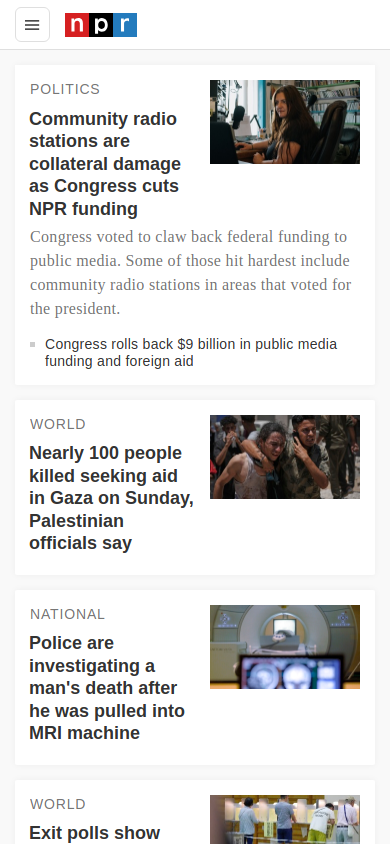 npr
POLITICS
Community radio
stations are
collateral damage
as Congress cuts
NPR funding
Congress voted to claw back federal funding to
public media. Some of those hit hardest include
community radio stations in areas that voted for
the president.
Congress rolls back $9 billion in public media
funding and foreign aid
WORLD
Nearly 100 people
killed seeking aid
in Gaza on Sunday,
Palestinian
officials say
NATIONAL
Police are
investigating a
man's death after
he was pulled into
MRI machine
WORLD
Exit polls show